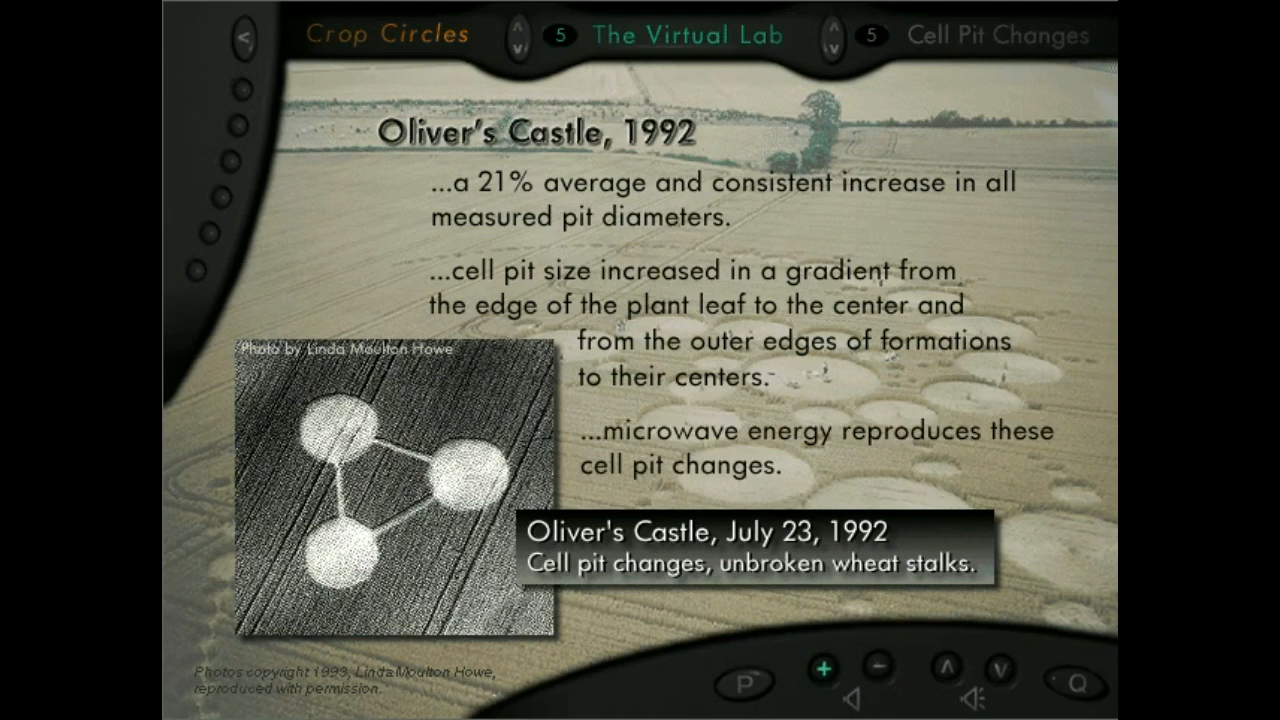 < Crop Circles 5 The Virtual Lab 5 Cell Pit Changes
Oliver's Castle, 1992
...a 21% average and consistent increase in all
measured pit diameters.
...cell pit size increased in a gradient from
the edge of the plant leaf to the center and
from the outer edges of formations
to their centers.
...microwave energy reproduces these
cell pit changes.
Photo by Linda Moulton Howe
Oliver's Castle, July 23, 1992
Cell pit changes, unbroken wheat stalks.
Photos copyright 1993, Linda Moulton Howe,
reproduced with permission.
P + - Q